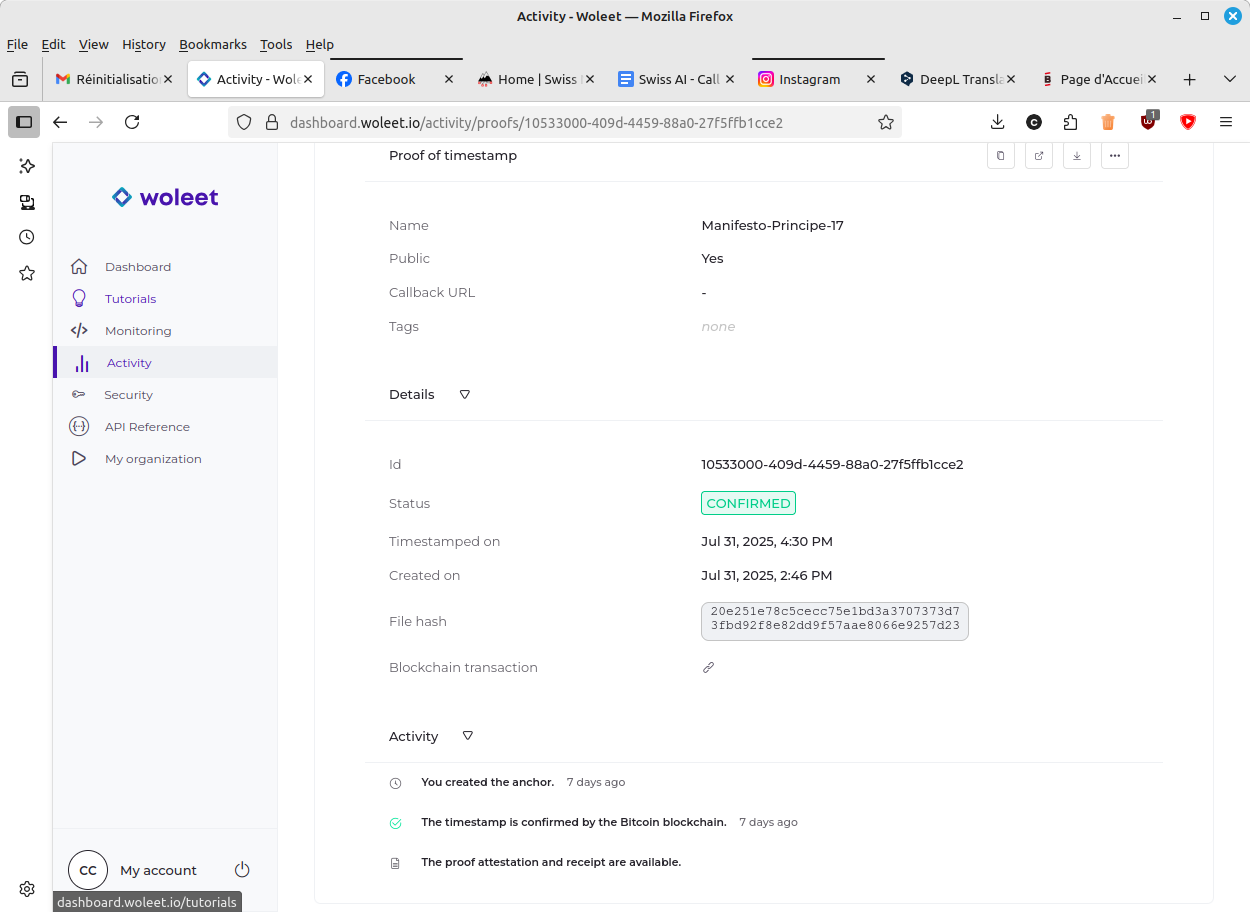 Activity - Woleet — Mozilla Firefox
File Edit View History Bookmarks Tools Help
Réinitialisatio Activity - Wole Facebook Home | Swiss Swiss AI - Call Instagram DeepL Transla Page d'Accuei
dashboard.woleet.io/activity/proofs/10533000-409d-4459-88a0-27f5ffb1cce2
C
1
woleet
Dashboard
Tutorials
Monitoring
Activity
Security
API Reference
My organization
CC My account
dashboard.woleet.io/tutorials
Proof of timestamp
Name Manifesto-Principe-17
Public Yes
Callback URL -
Tags none
Details
Id 10533000-409d-4459-88a0-27f5ffb1cce2
Status CONFIRMED
Timestamped on Jul 31, 2025, 4:30 PM
Created on Jul 31, 2025, 2:46 PM
File hash 20e251e78c5cecc75e1bd3a3707373d7
3fbd92f8e82dd9f57aae8066e9257d23
Blockchain transaction
Activity
You created the anchor. 7 days ago
The timestamp is confirmed by the Bitcoin blockchain. 7 days ago
The proof attestation and receipt are available.